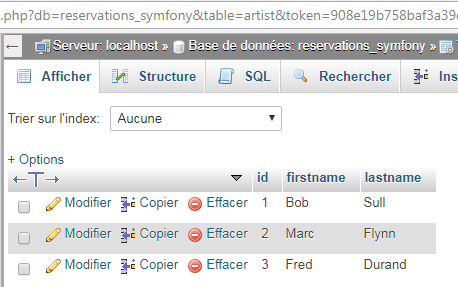 .php?db=reservations_symfony&table=artist&token=908e19b758baf3a39
Serveur: localhost » Base de données: reservations_symfony »
Afficher Structure SQL Rechercher Ins
Trier sur l'index: Aucune
+ Options
←T→ id firstname lastname
Modifier Copier Effacer 1 Bob Sull
Modifier Copier Effacer 2 Marc Flynn
Modifier Copier Effacer 3 Fred Durand